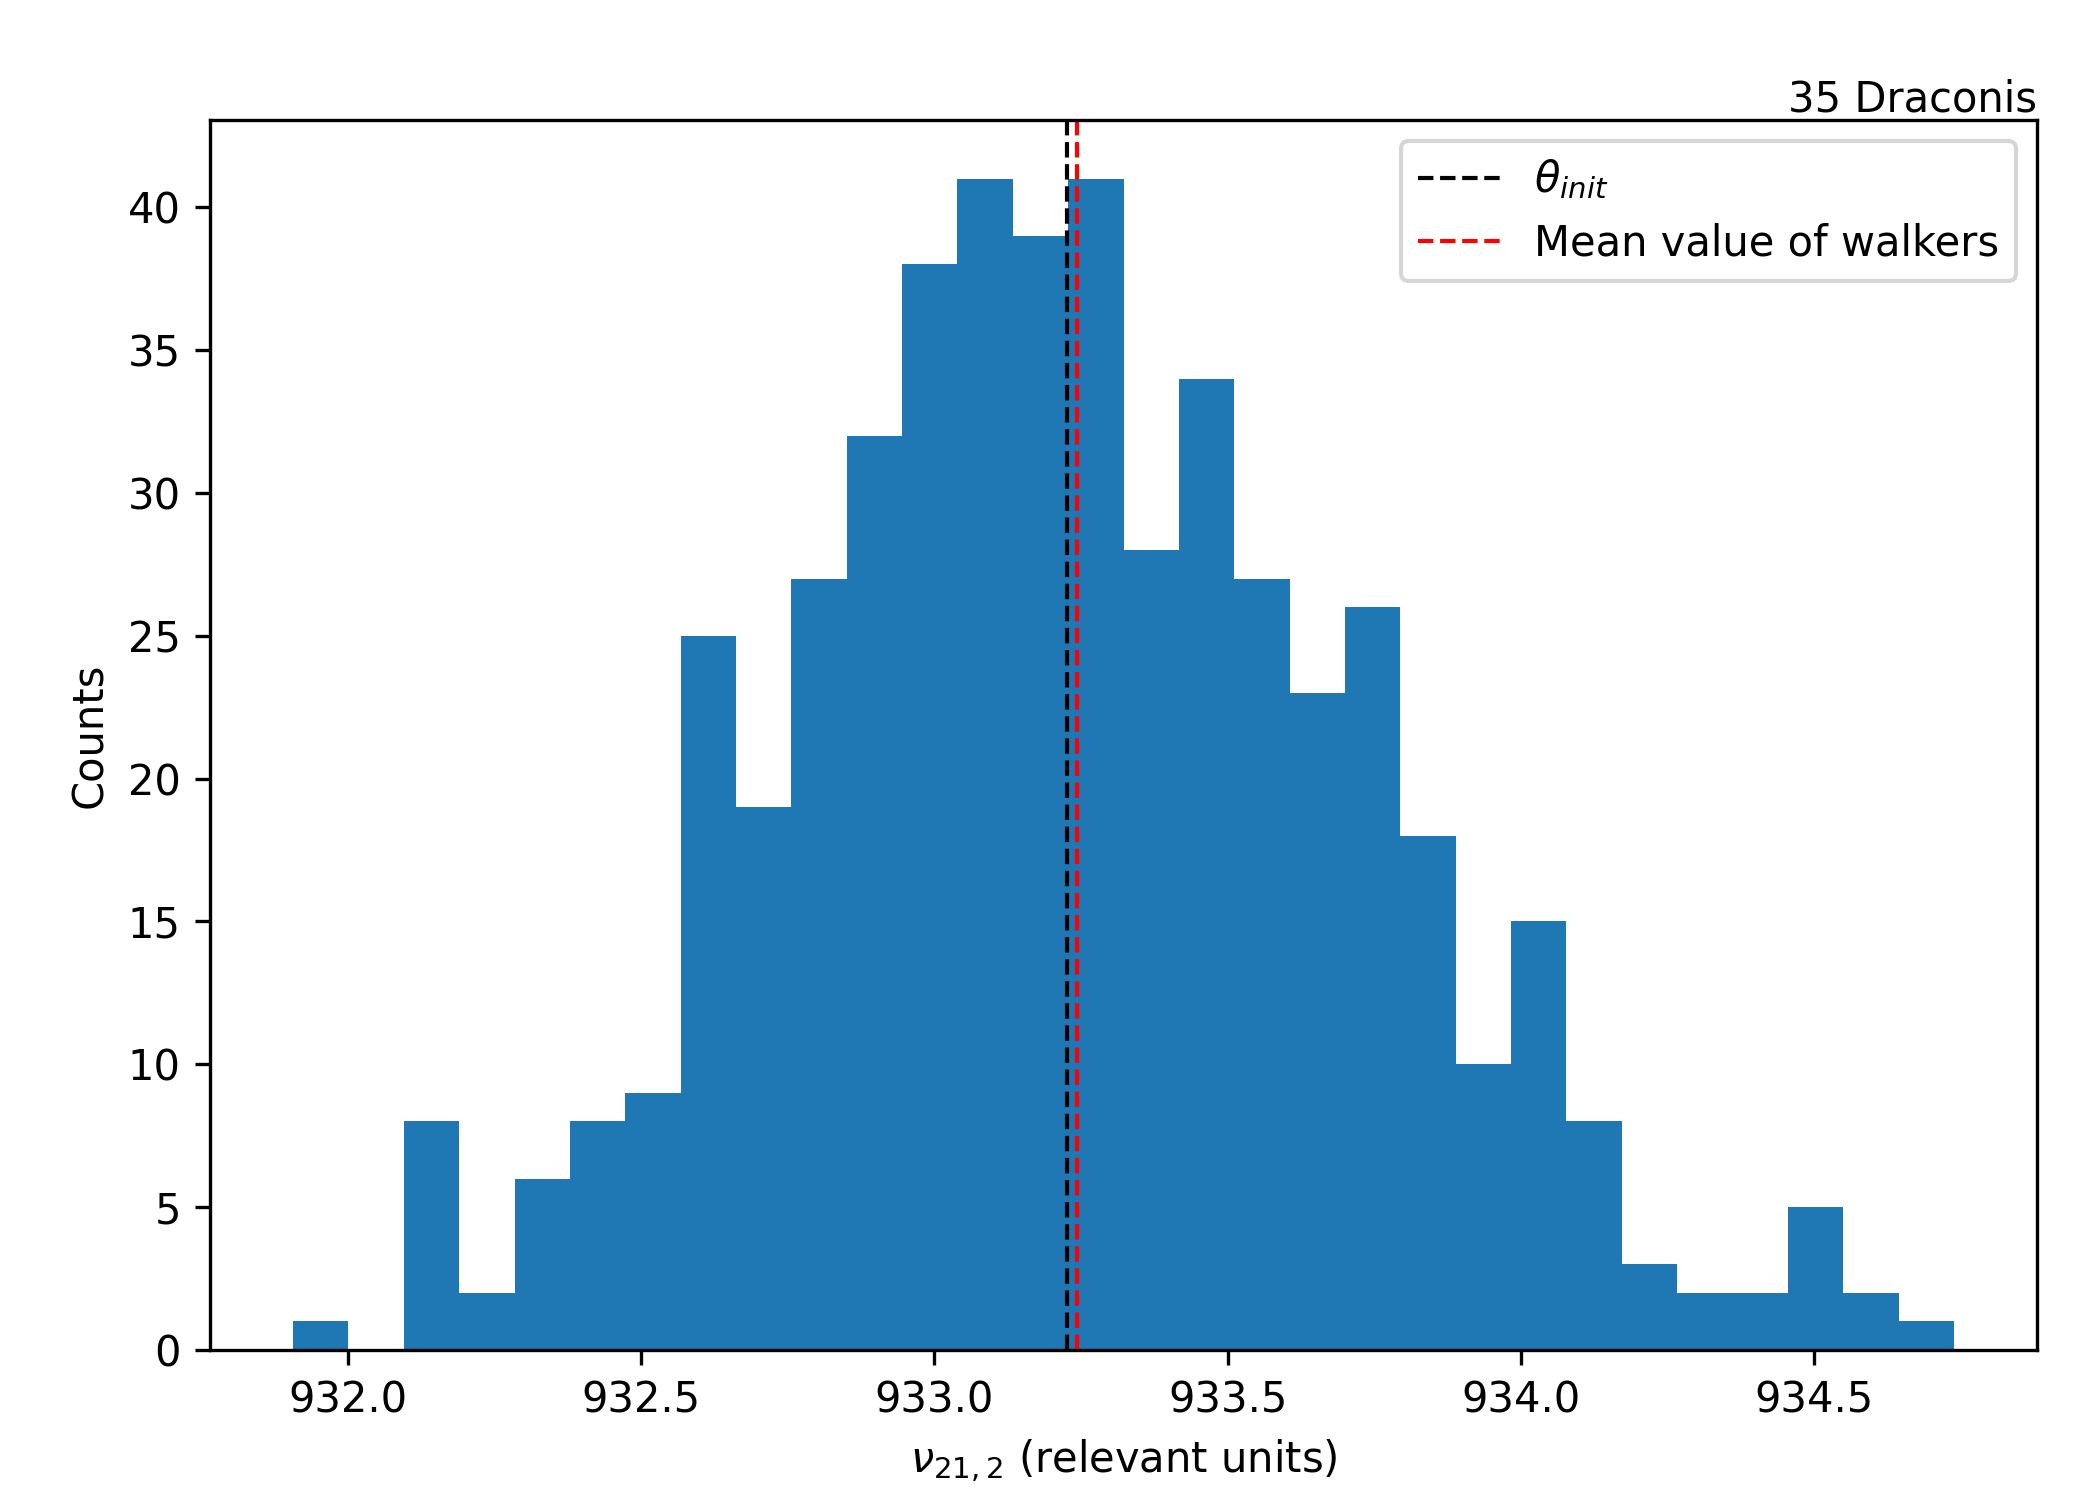 35 Draconis
θinit
Mean value of walkers
Counts
40
35
30
25
20
15
10
5
0
932.0 932.5 933.0 933.5 934.0 934.5
ν21, 2 (relevant units)